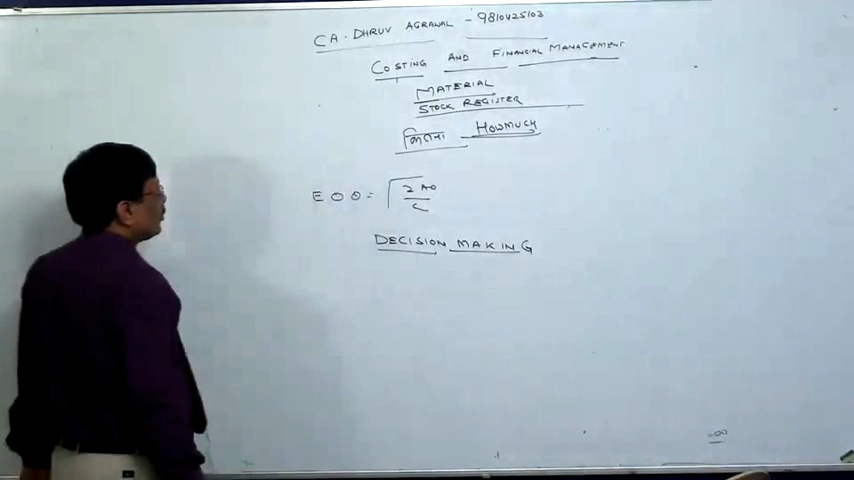 CA. DHRUV AGRAWAL - 9810425103
COSTING AND FINANCIAL MANAGEMENT
MATERIAL
STOCK REGISTER
कितना HOWMUCH
EOQ = √2AO/C
DECISION MAKING